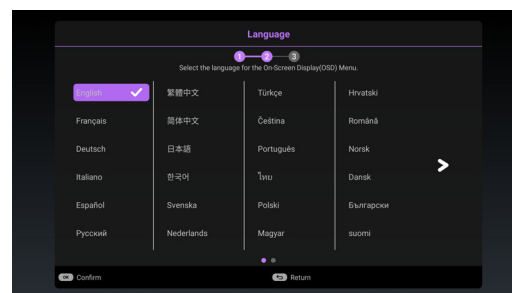 Language
1 2 3
Select the language for the On-Screen Display(OSD) Menu.
English 繁體中文 Türkçe Hrvatski
Français 简体中文 Čeština Română
Deutsch 日本語 Português Norsk
Italiano 한국어 ไทย Dansk
Español Svenska Polski Български
Русский Nederlands Magyar suomi
OK Confirm Return